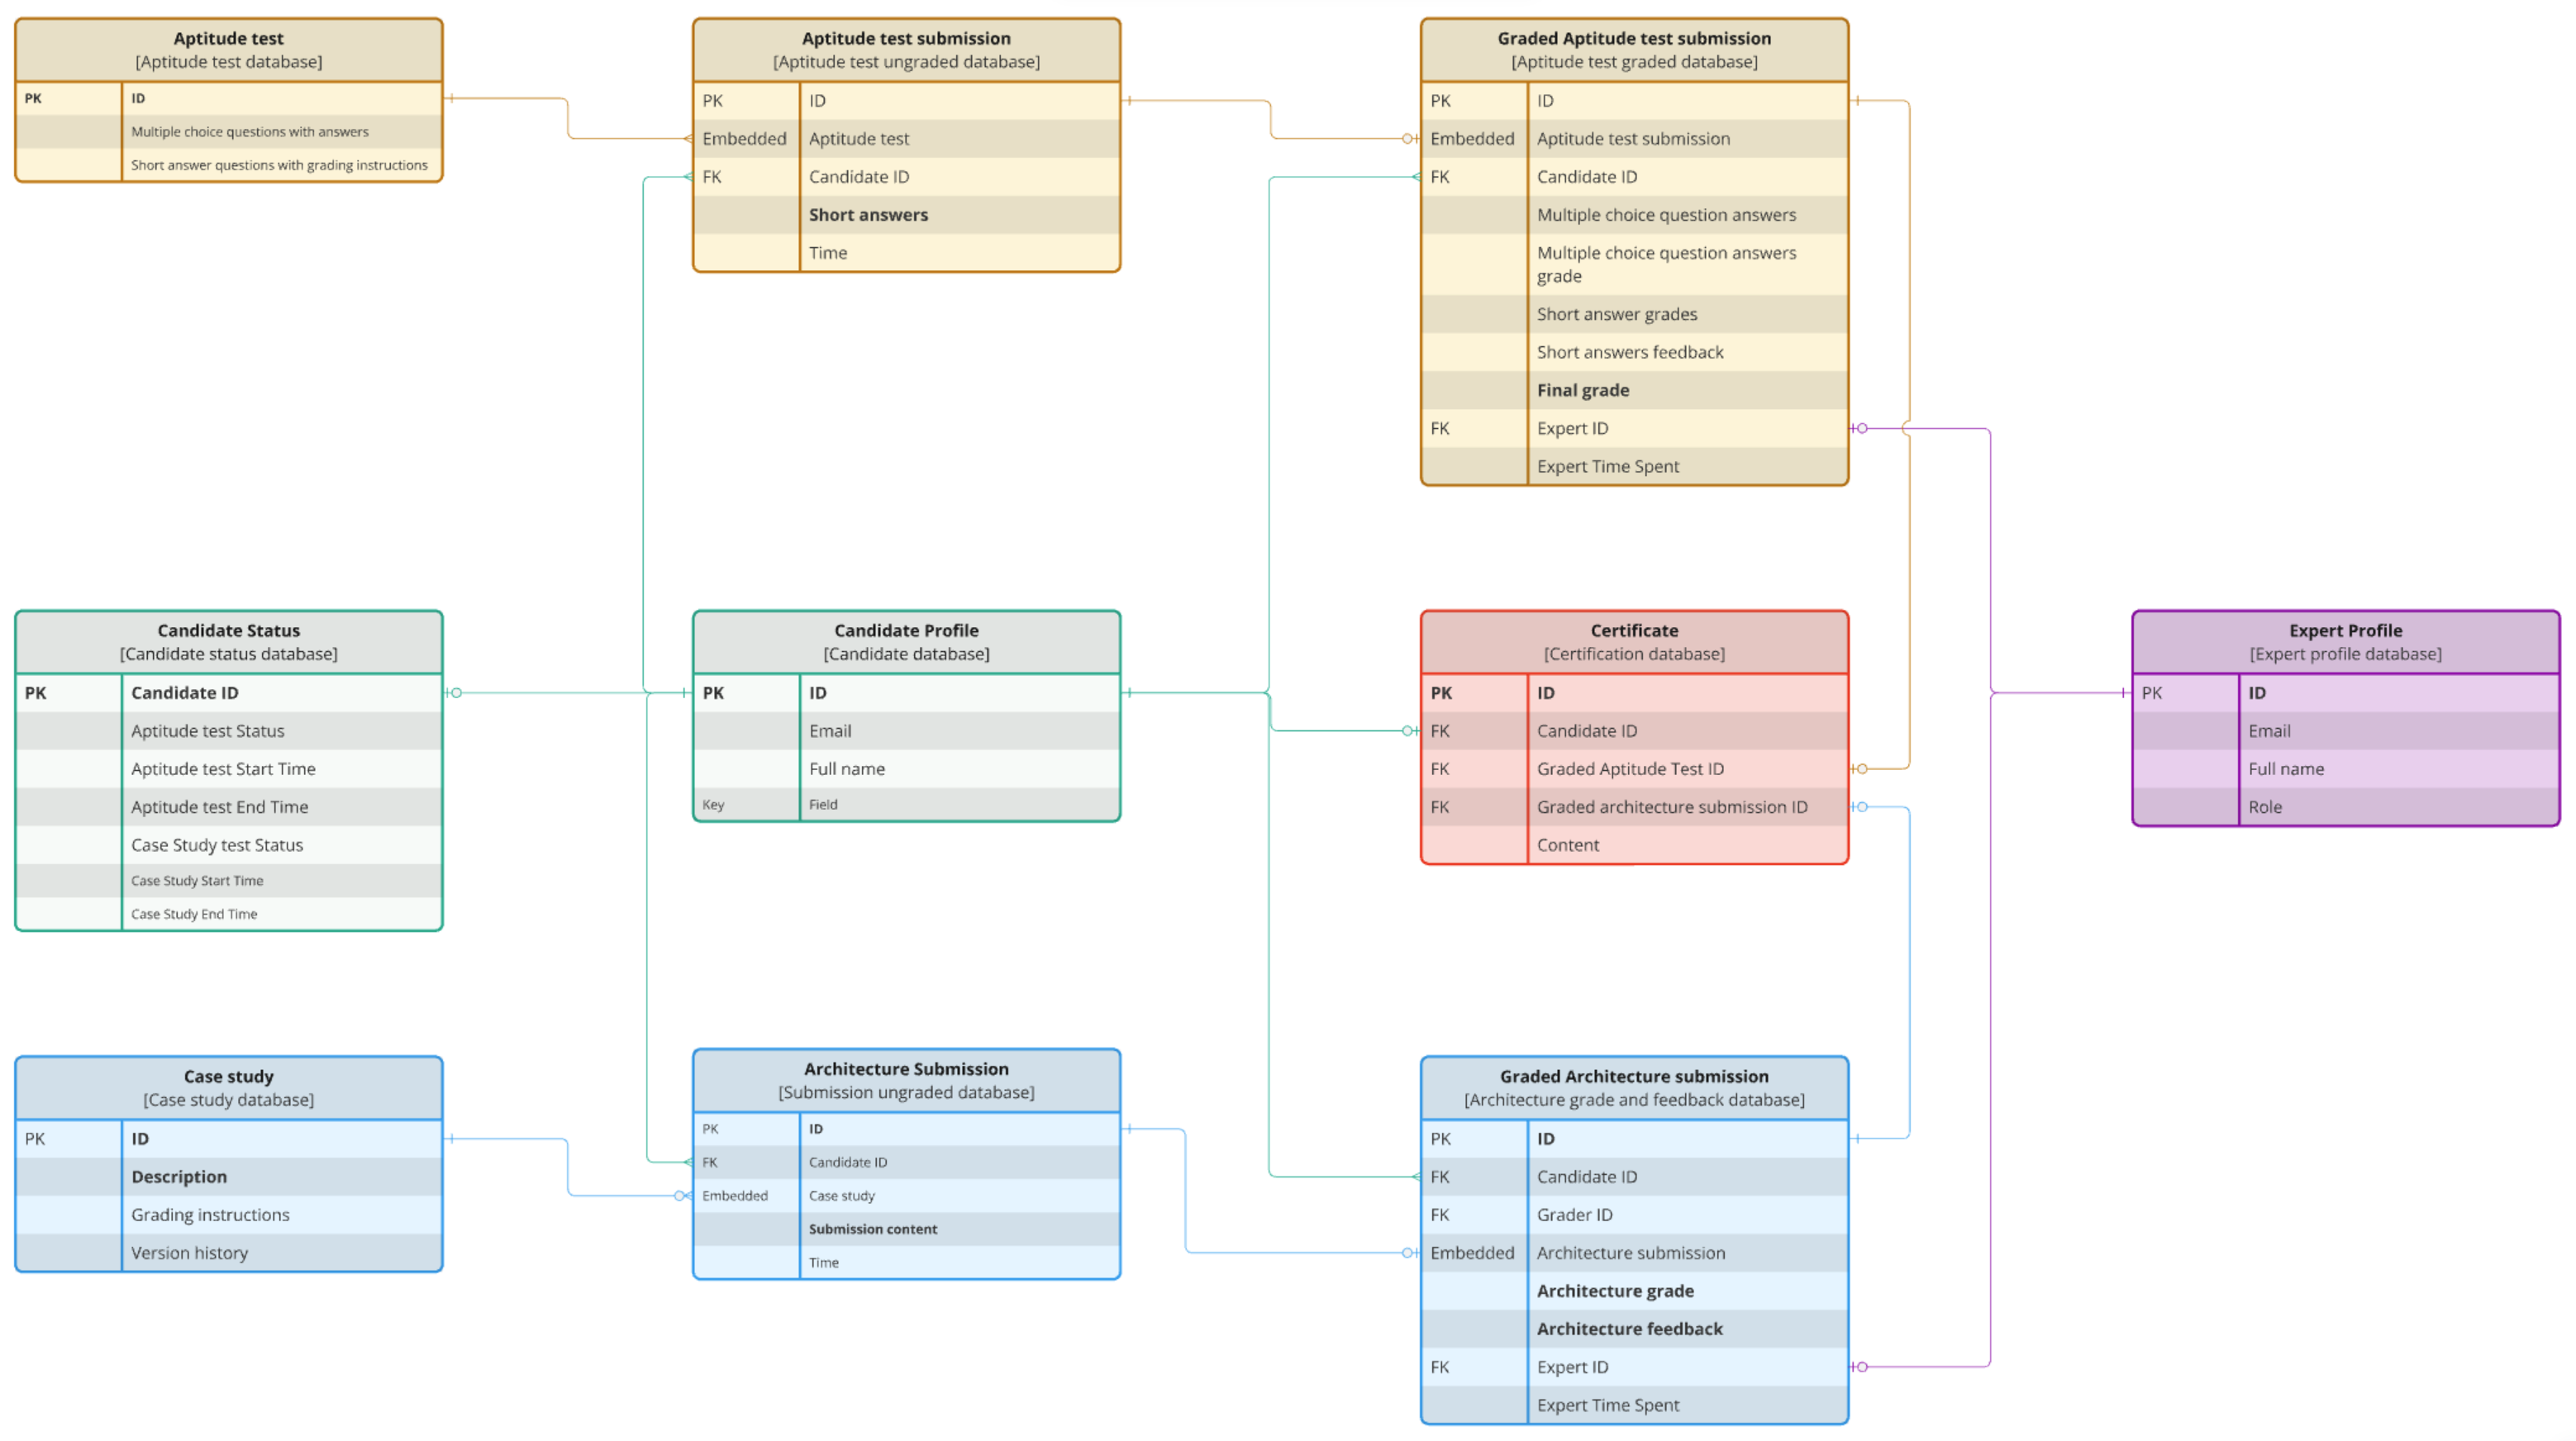 Aptitude test
[Aptitude test database]
PK ID
Multiple choice questions with answers
Short answer questions with grading instructions
Aptitude test submission
[Aptitude test ungraded database]
PK ID
Embedded Aptitude test
FK Candidate ID
Short answers
Time
Graded Aptitude test submission
[Aptitude test graded database]
PK ID
Embedded Aptitude test submission
FK Candidate ID
Multiple choice question answers
Multiple choice question answers
grade
Short answer grades
Short answers feedback
Final grade
FK Expert ID
Expert Time Spent
Candidate Status
[Candidate status database]
PK Candidate ID
Aptitude test Status
Aptitude test Start Time
Aptitude test End Time
Case Study test Status
Case Study Start Time
Case Study End Time
Candidate Profile
[Candidate database]
PK ID
Email
Full name
Key Field
Certificate
[Certification database]
PK ID
FK Candidate ID
FK Graded Aptitude Test ID
FK Graded architecture submission ID
Content
Expert Profile
[Expert profile database]
PK ID
Email
Full name
Role
Case study
[Case study database]
PK ID
Description
Grading instructions
Version history
Architecture Submission
[Submission ungraded database]
PK ID
FK Candidate ID
Embedded Case study
Submission content
Time
Graded Architecture submission
[Architecture grade and feedback database]
PK ID
FK Candidate ID
FK Grader ID
Embedded Architecture submission
Architecture grade
Architecture feedback
FK Expert ID
Expert Time Spent